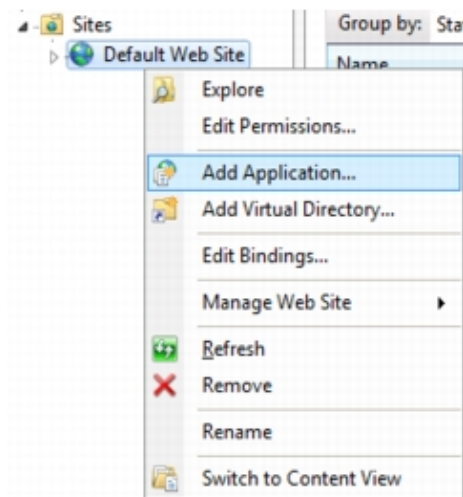 Sites
Group by: Sta
Default Web Site
Name
Explore
Edit Permissions...
Add Application...
Add Virtual Directory...
Edit Bindings...
Manage Web Site
Refresh
Remove
Rename
Switch to Content View